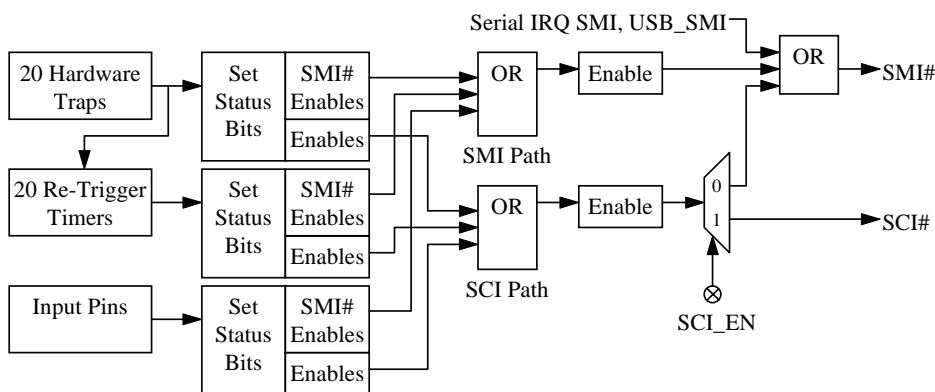 Serial IRQ SMI, USB_SMI
20 Hardware
Traps
Set
Status
Bits
SMI#
Enables
Enables
OR
SMI Path
Enable
OR
SMI#
20 Re-Trigger
Timers
Set
Status
Bits
SMI#
Enables
Enables
OR
SCI Path
Enable
0
1
SCI#
SCI_EN
Input Pins
Set
Status
Bits
SMI#
Enables
Enables